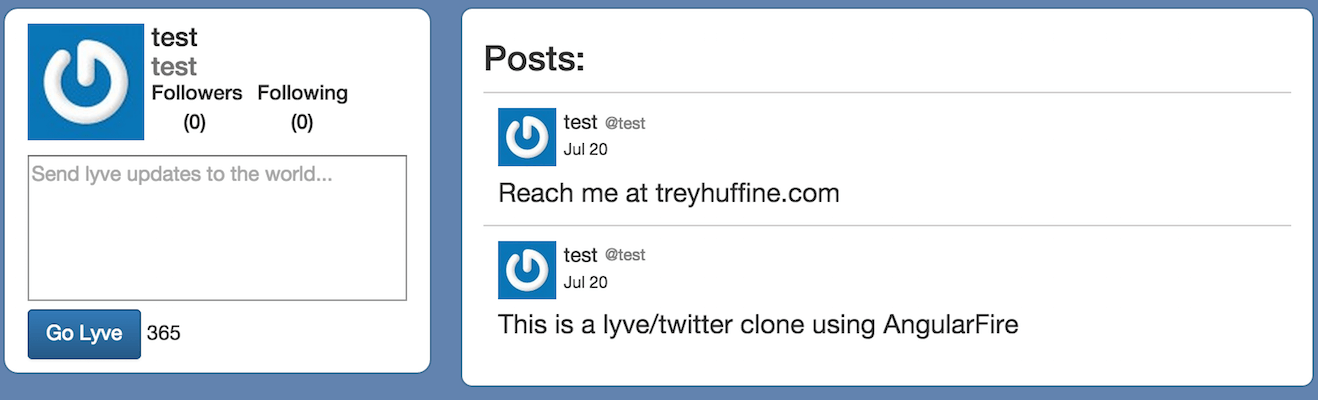 test
test
Followers Following
(0) (0)
Send lyve updates to the world...
Go Lyve 365
Posts:
test @test
Jul 20
Reach me at treyhuffine.com
test @test
Jul 20
This is a lyve/twitter clone using AngularFire